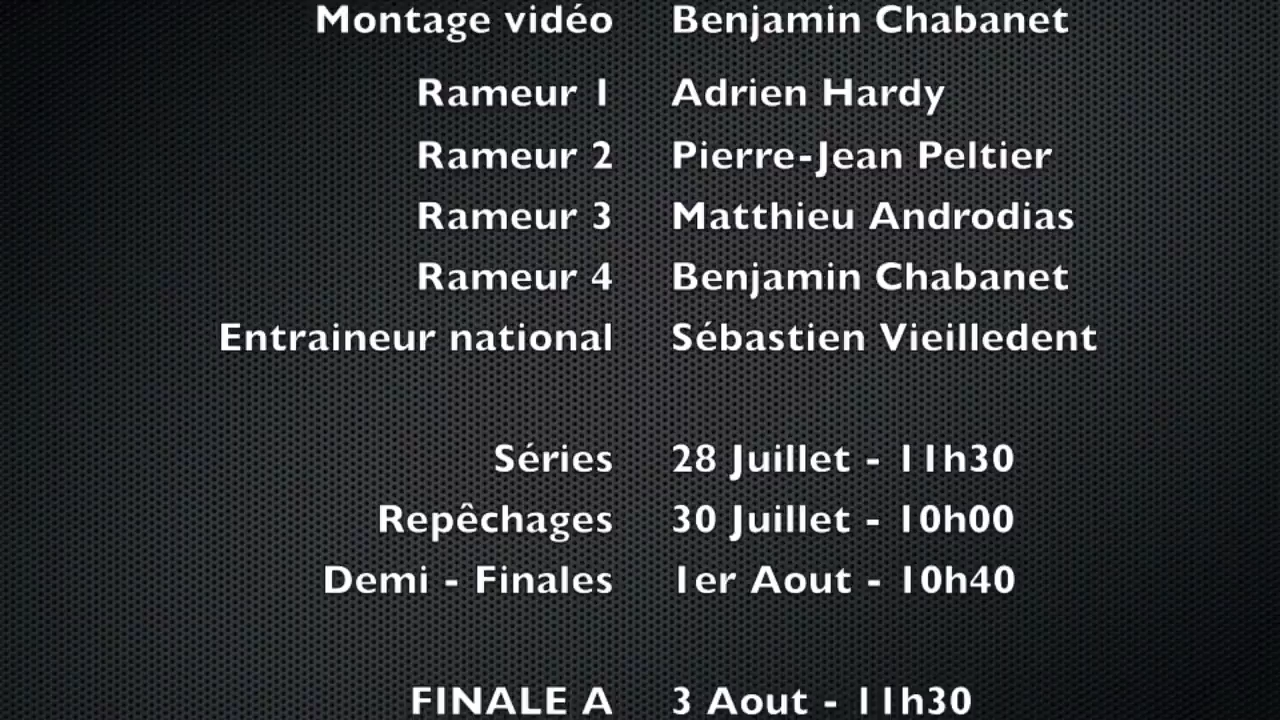 Montage vidéo Benjamin Chabanet
Rameur 1 Adrien Hardy
Rameur 2 Pierre-Jean Peltier
Rameur 3 Matthieu Androdias
Rameur 4 Benjamin Chabanet
Entraineur national Sébastien Vieilledent
Séries 28 Juillet - 11h30
Repêchages 30 Juillet - 10h00
Demi - Finales 1er Aout - 10h40
FINALE A 3 Aout - 11h30